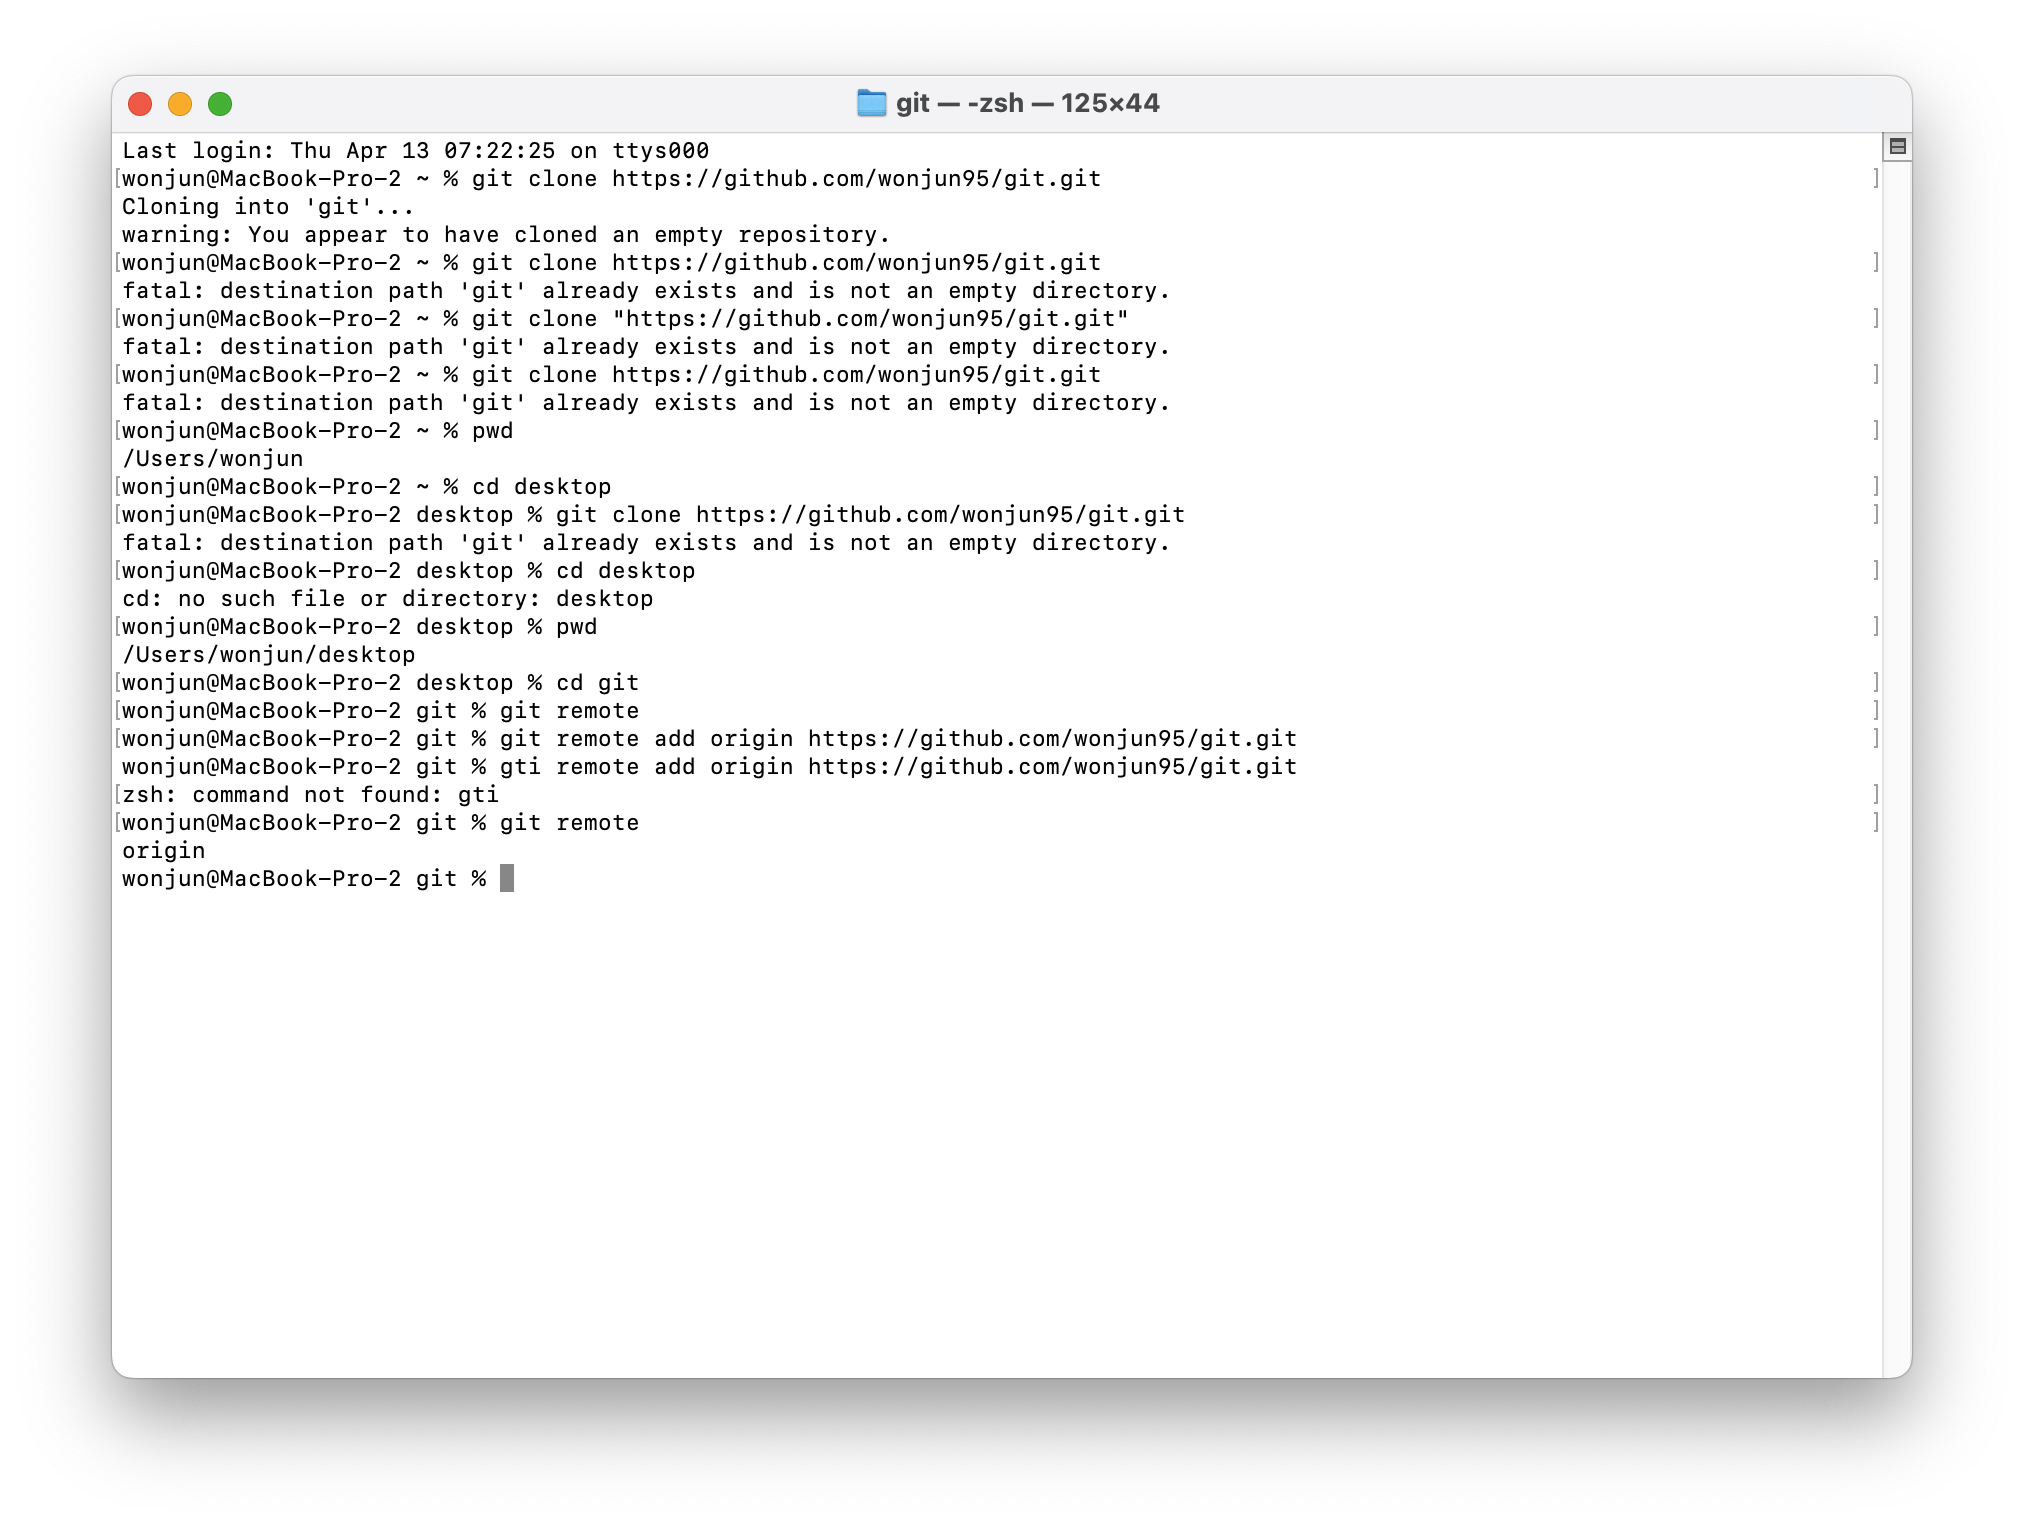 git — -zsh — 125×44
Last login: Thu Apr 13 07:22:25 on ttys000
[wonjun@MacBook-Pro-2 ~ % git clone https://github.com/wonjun95/git.git ]
Cloning into 'git'...
warning: You appear to have cloned an empty repository.
[wonjun@MacBook-Pro-2 ~ % git clone https://github.com/wonjun95/git.git ]
fatal: destination path 'git' already exists and is not an empty directory.
[wonjun@MacBook-Pro-2 ~ % git clone "https://github.com/wonjun95/git.git" ]
fatal: destination path 'git' already exists and is not an empty directory.
[wonjun@MacBook-Pro-2 ~ % git clone https://github.com/wonjun95/git.git ]
fatal: destination path 'git' already exists and is not an empty directory.
[wonjun@MacBook-Pro-2 ~ % pwd ]
/Users/wonjun
[wonjun@MacBook-Pro-2 ~ % cd desktop ]
[wonjun@MacBook-Pro-2 desktop % git clone https://github.com/wonjun95/git.git ]
fatal: destination path 'git' already exists and is not an empty directory.
[wonjun@MacBook-Pro-2 desktop % cd desktop ]
cd: no such file or directory: desktop
[wonjun@MacBook-Pro-2 desktop % pwd ]
/Users/wonjun/desktop
[wonjun@MacBook-Pro-2 desktop % cd git ]
[wonjun@MacBook-Pro-2 git % git remote ]
[wonjun@MacBook-Pro-2 git % git remote add origin https://github.com/wonjun95/git.git ]
wonjun@MacBook-Pro-2 git % gti remote add origin https://github.com/wonjun95/git.git
[zsh: command not found: gti ]
[wonjun@MacBook-Pro-2 git % git remote ]
origin
wonjun@MacBook-Pro-2 git %